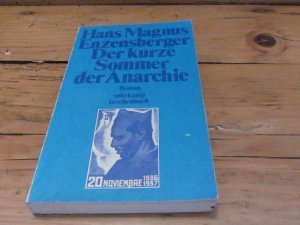 Hans Magnus
Enzensberger
Der kurze
Sommer
der Anarchie
Roman
suhrkamp
taschenbuch
20 NOVIEMBRE 1936
1937